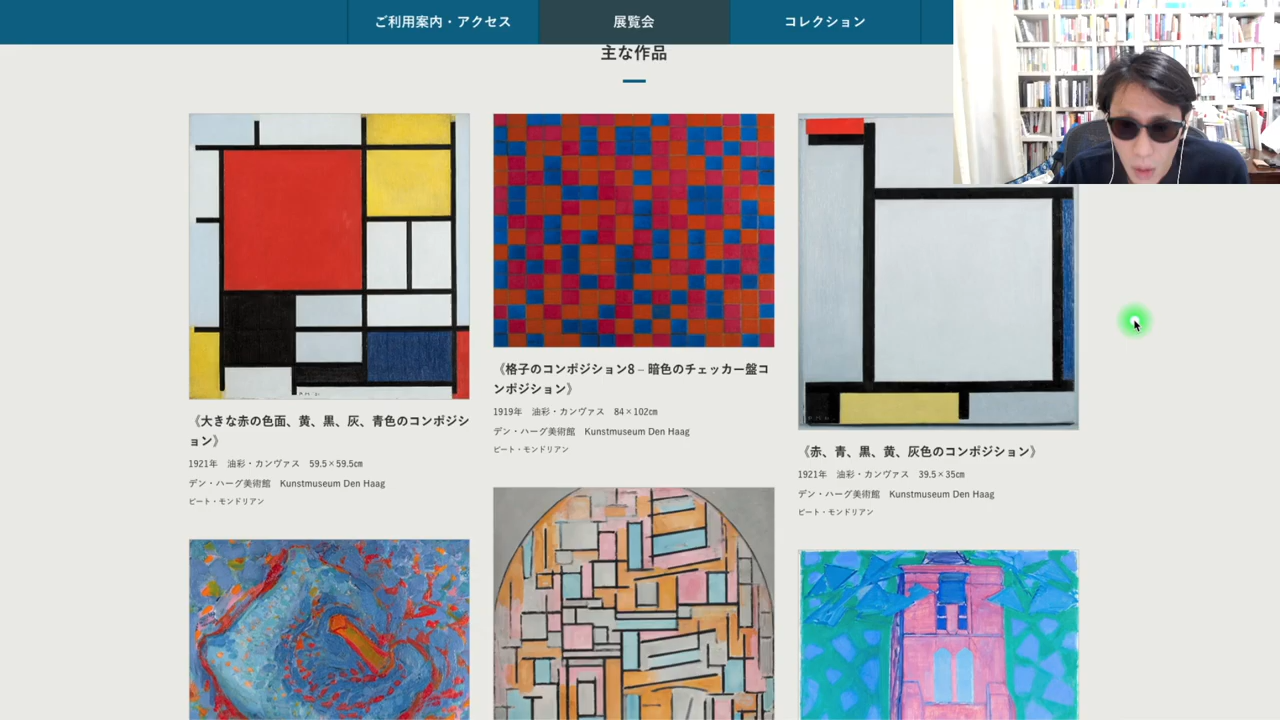 ご利用案内・アクセス
展覧会
コレクション
主な作品
《大きな赤の色面、黄、黒、灰、青色のコンポジシ
ョン》
1921年　油彩・カンヴァス　59.5×59.5㎝
デン・ハーグ美術館　Kunstmuseum Den Haag
ピート・モンドリアン
《格子のコンポジション8 – 暗色のチェッカー盤コ
ンポジション》
1919年　油彩・カンヴァス　84×102㎝
デン・ハーグ美術館　Kunstmuseum Den Haag
ピート・モンドリアン
《赤、青、黒、黄、灰色のコンポジション》
1921年　油彩・カンヴァス　39.5×35㎝
デン・ハーグ美術館　Kunstmuseum Den Haag
ピート・モンドリアン